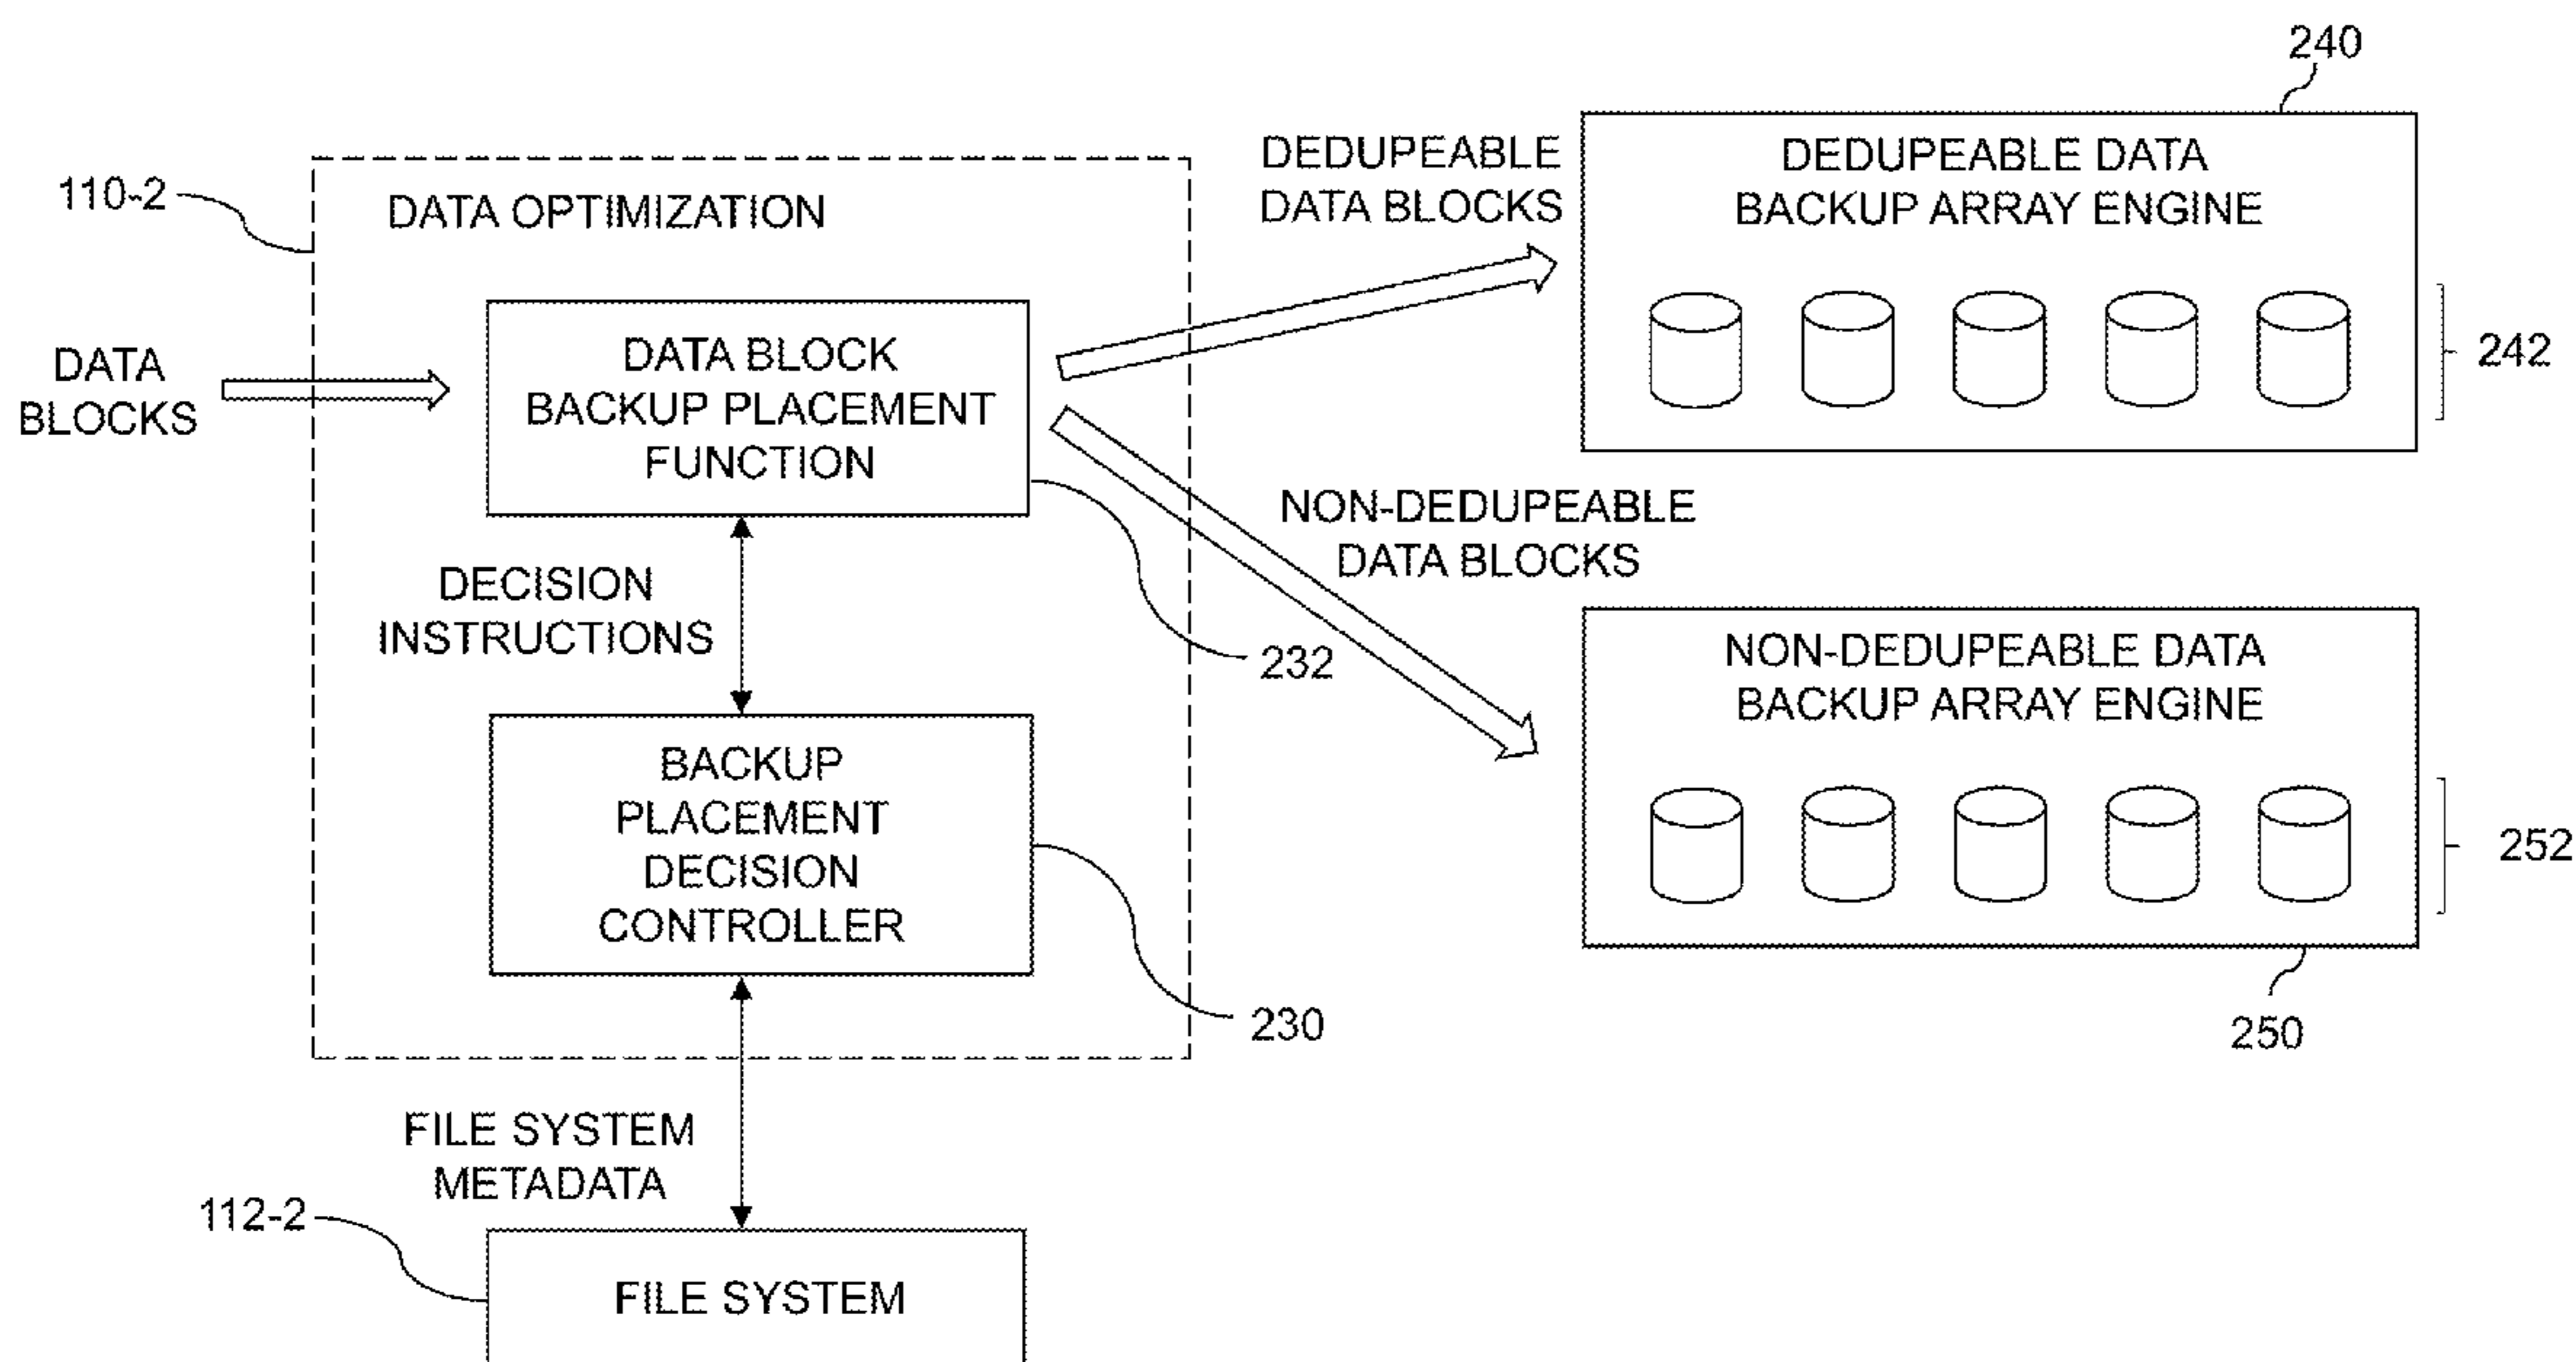 240
DEDUPEABLE
DATA BLOCKS
DEDUPEABLE DATA
BACKUP ARRAY ENGINE
242
110-2
DATA OPTIMIZATION
DATA
BLOCKS
DATA BLOCK
BACKUP PLACEMENT
FUNCTION
232
NON-DEDUPEABLE
DATA BLOCKS
DECISION
INSTRUCTIONS
NON-DEDUPEABLE DATA
BACKUP ARRAY ENGINE
252
250
BACKUP
PLACEMENT
DECISION
CONTROLLER
230
FILE SYSTEM
METADATA
112-2
FILE SYSTEM